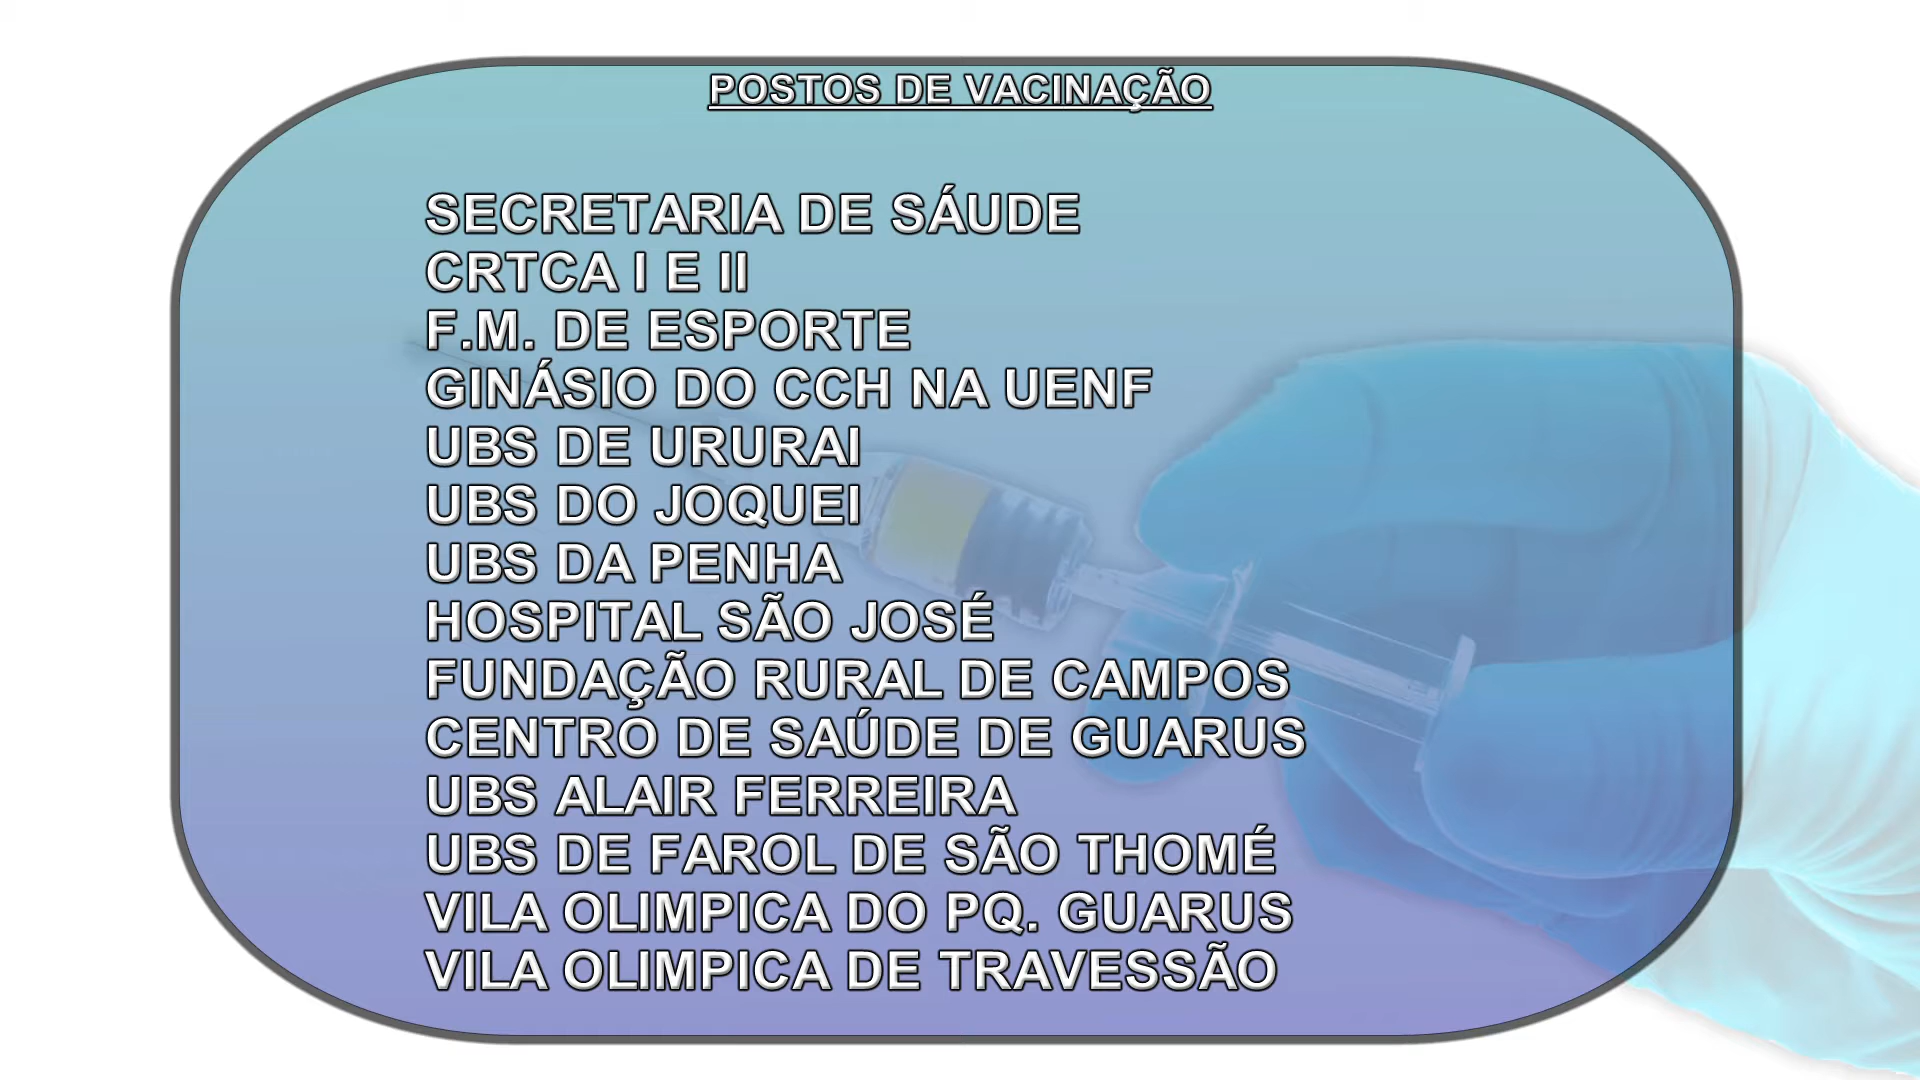 POSTOS DE VACINAÇÃO
SECRETARIA DE SÁUDE
CRTCA I E II
F.M. DE ESPORTE
GINÁSIO DO CCH NA UENF
UBS DE URURAI
UBS DO JOQUEI
UBS DA PENHA
HOSPITAL SÃO JOSÉ
FUNDAÇÃO RURAL DE CAMPOS
CENTRO DE SAÚDE DE GUARUS
UBS ALAIR FERREIRA
UBS DE FAROL DE SÃO THOMÉ
VILA OLIMPICA DO PQ. GUARUS
VILA OLIMPICA DE TRAVESSÃO